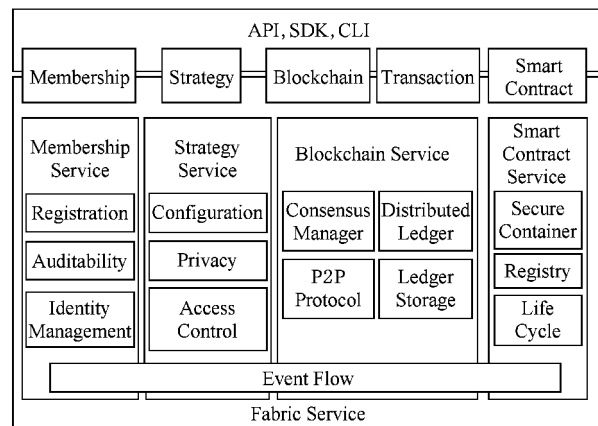 API, SDK, CLI
Membership
Strategy
Blockchain
Transaction
Smart
Contract
Membership
Service
Registration
Auditability
Identity
Management
Strategy
Service
Configuration
Privacy
Access
Control
Blockchain Service
Consensus
Manager
Distributed
Ledger
P2P
Protocol
Ledger
Storage
Smart
Contract
Service
Secure
Container
Registry
Life
Cycle
Event Flow
Fabric Service